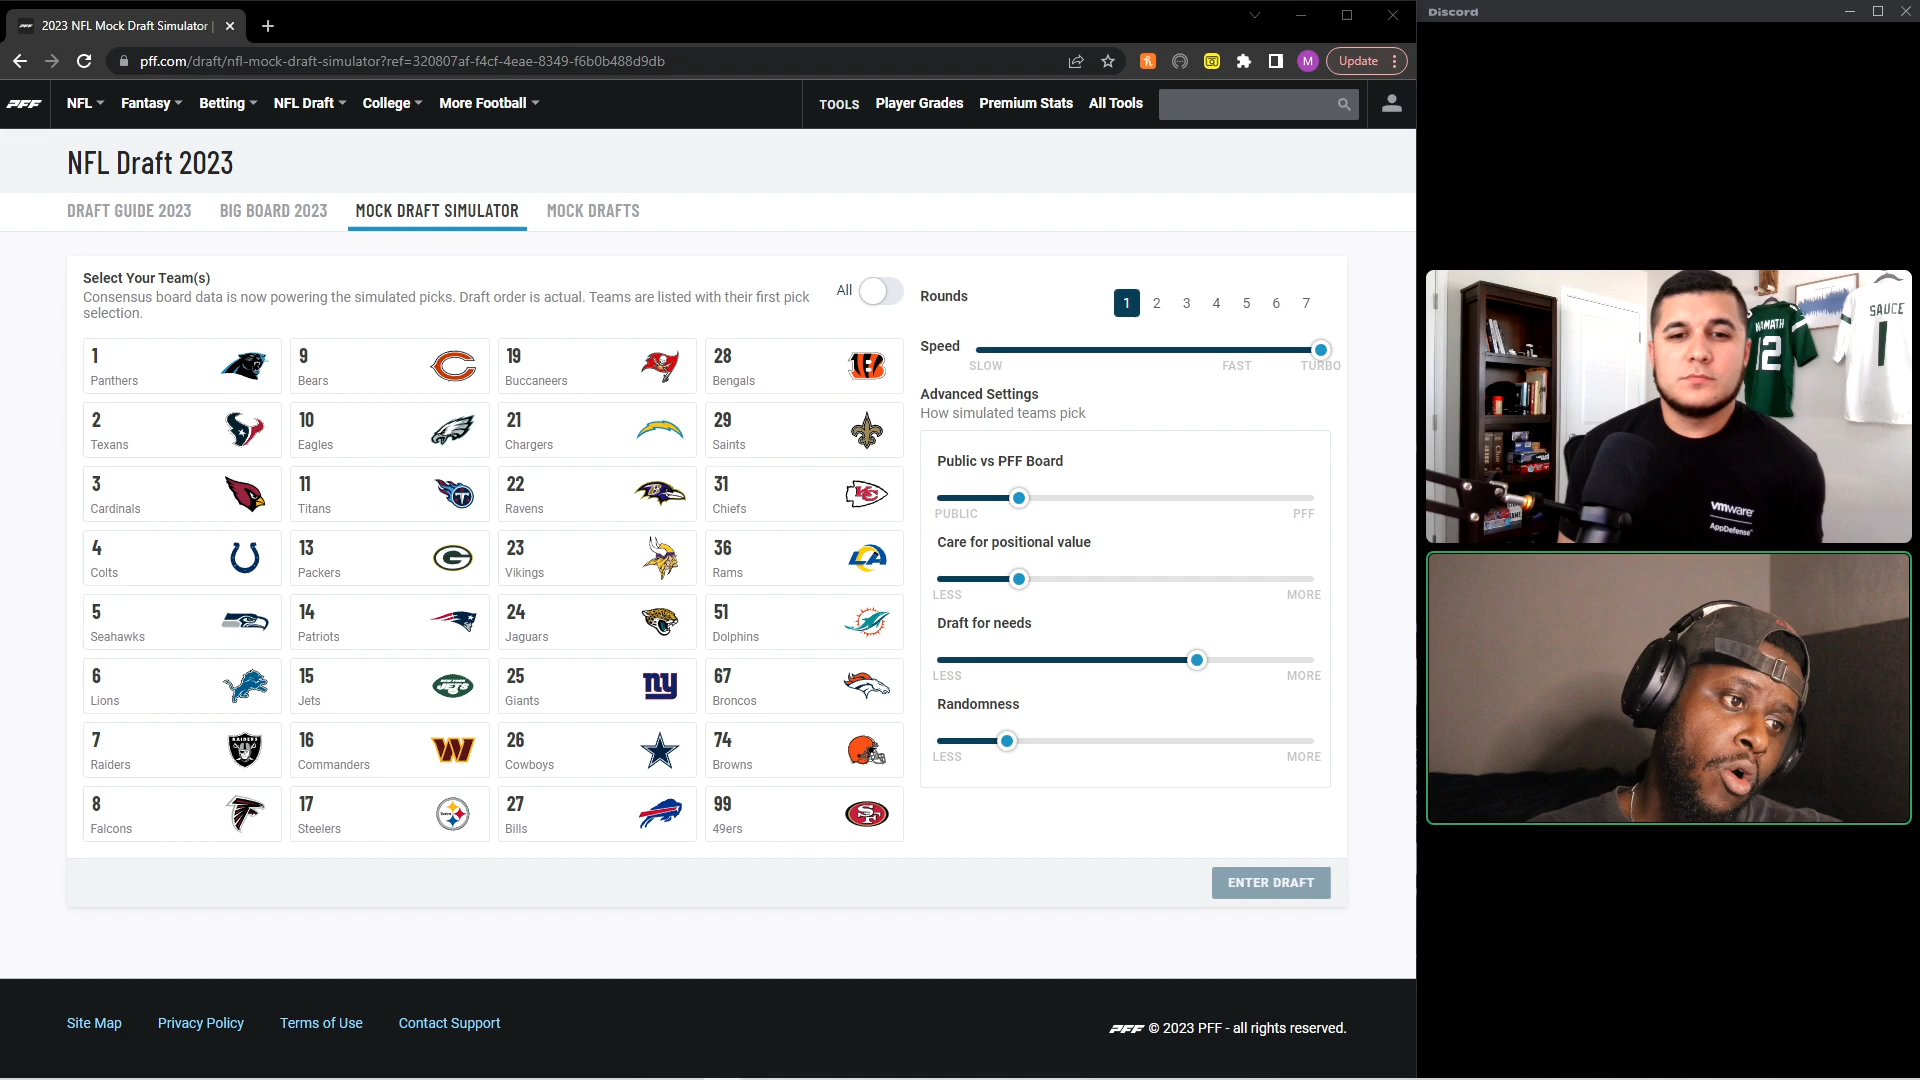 2023 NFL Mock Draft Simulator |
Discord
pff.com/draft/nfl-mock-draft-simulator?ref=320807af-f4cf-4eae-8349-f6b0b488d9db
M
Update
PFF
NFL
Fantasy
Betting
NFL Draft
College
More Football
TOOLS
Player Grades
Premium Stats
All Tools
NFL Draft 2023
DRAFT GUIDE 2023
BIG BOARD 2023
MOCK DRAFT SIMULATOR
MOCK DRAFTS
Select Your Team(s)
Consensus board data is now powering the simulated picks. Draft order is actual. Teams are listed with their first pick
selection.
All
1
Panthers
9
Bears
19
Buccaneers
28
Bengals
2
Texans
10
Eagles
21
Chargers
29
Saints
3
Cardinals
11
Titans
22
Ravens
31
Chiefs
4
Colts
13
Packers
23
Vikings
36
Rams
5
Seahawks
14
Patriots
24
Jaguars
51
Dolphins
6
Lions
15
Jets
25
Giants
67
Broncos
7
Raiders
16
Commanders
26
Cowboys
74
Browns
8
Falcons
17
Steelers
27
Bills
99
49ers
Rounds
1 2 3 4 5 6 7
Speed
SLOW
FAST
TURBO
Advanced Settings
How simulated teams pick
Public vs PFF Board
PUBLIC
PFF
Care for positional value
LESS
MORE
Draft for needs
LESS
MORE
Randomness
LESS
MORE
ENTER DRAFT
Site Map
Privacy Policy
Terms of Use
Contact Support
PFF © 2023 PFF - all rights reserved.
NAMATH
12
SAUCE
1
vmware
AppDefense